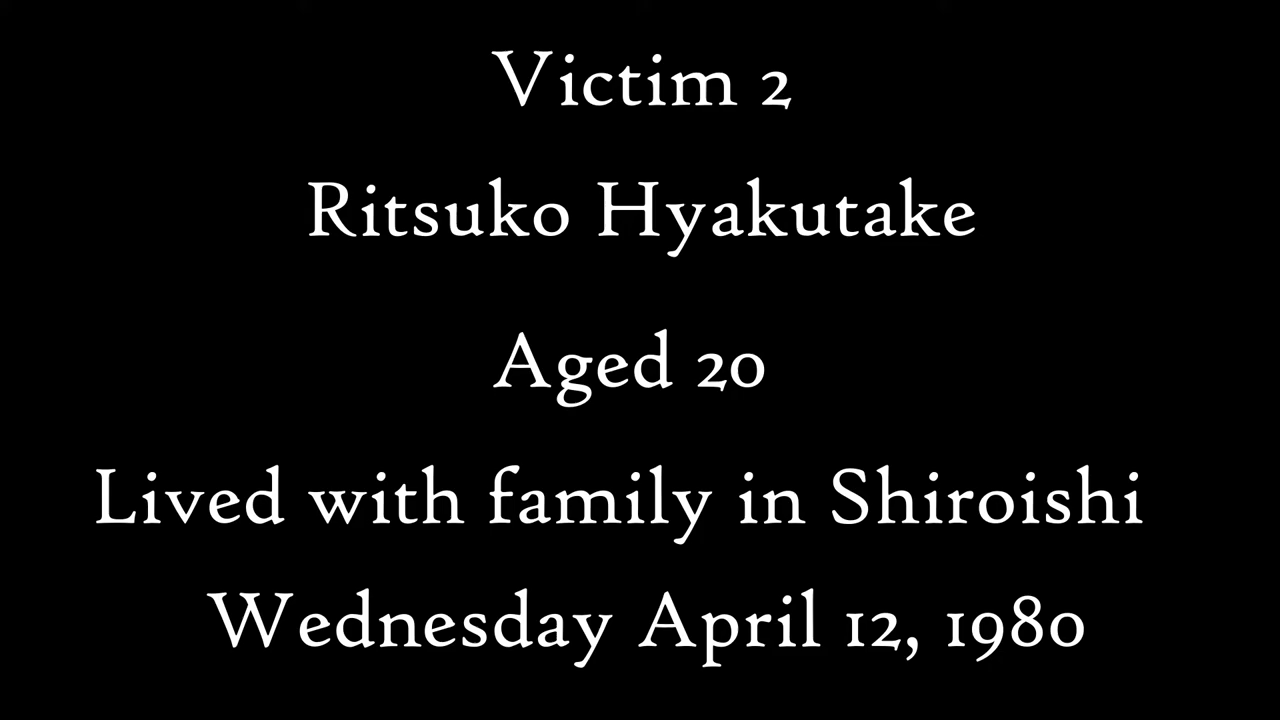 Victim 2
Ritsuko Hyakutake
Aged 20
Lived with family in Shiroishi
Wednesday April 12, 1980